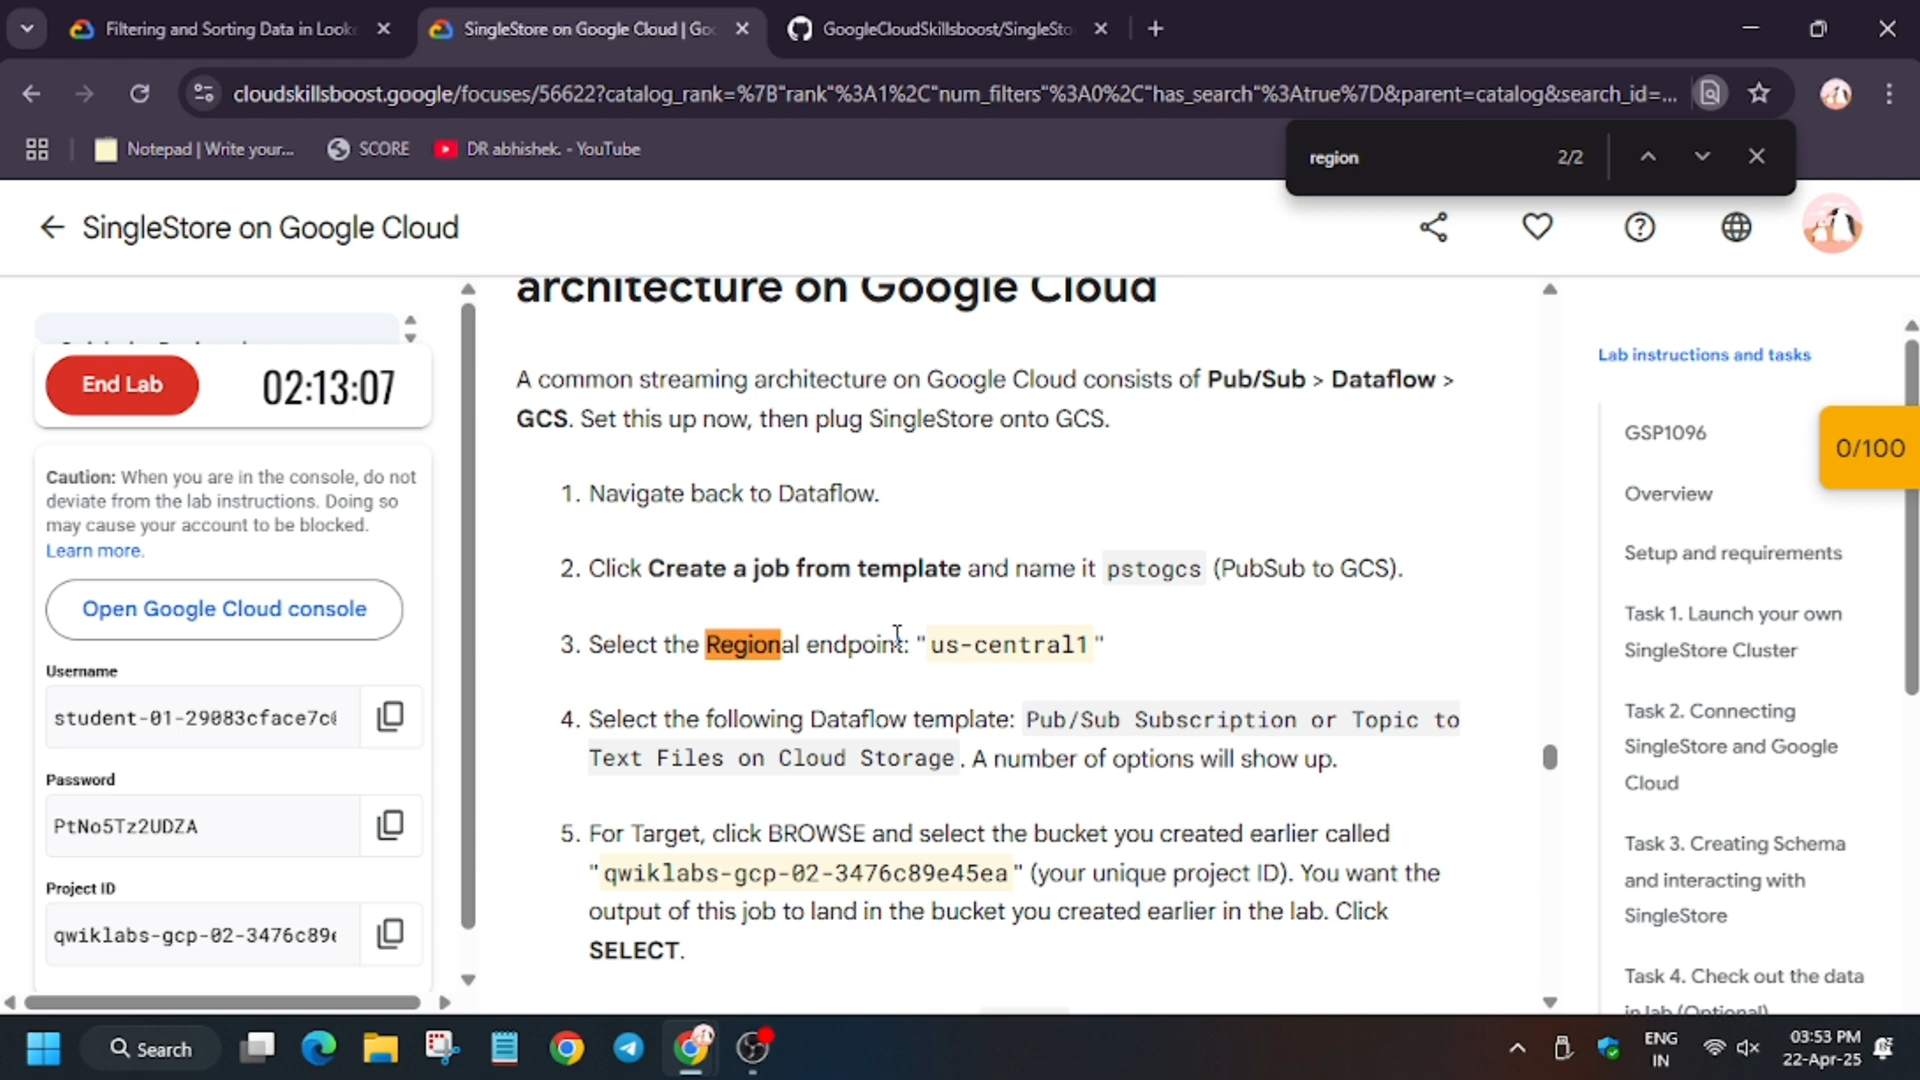 Filtering and Sorting Data in Look
SingleStore on Google Cloud | Go
GoogleCloudSkillsboost/SingleSto
cloudskillsboost.google/focuses/56622?catalog_rank=%7B"rank"%3A1%2C"num_filters"%3A0%2C"has_search"%3Atrue%7D&parent=catalog&search_id=...
Notepad | Write your...
SCORE
DR abhishek. - YouTube
region
2/2
SingleStore on Google Cloud
End Lab
02:13:07
Caution: When you are in the console, do not
deviate from the lab instructions. Doing so
may cause your account to be blocked.
Learn more.
Open Google Cloud console
Username
student-01-29083cface7c
Password
PtNo5Tz2UDZA
Project ID
qwiklabs-gcp-02-3476c89
architecture on Google Cloud
A common streaming architecture on Google Cloud consists of Pub/Sub > Dataflow >
GCS. Set this up now, then plug SingleStore onto GCS.
1. Navigate back to Dataflow.
2. Click Create a job from template and name it pstogcs (PubSub to GCS).
3. Select the Regional endpoint: "us-central1"
4. Select the following Dataflow template: Pub/Sub Subscription or Topic to
Text Files on Cloud Storage. A number of options will show up.
5. For Target, click BROWSE and select the bucket you created earlier called
"qwiklabs-gcp-02-3476c89e45ea" (your unique project ID). You want the
output of this job to land in the bucket you created earlier in the lab. Click
SELECT.
Lab instructions and tasks
GSP1096
0/100
Overview
Setup and requirements
Task 1. Launch your own
SingleStore Cluster
Task 2. Connecting
SingleStore and Google
Cloud
Task 3. Creating Schema
and interacting with
SingleStore
Task 4. Check out the data
in lab (Optional)
Search
ENG
IN
03:53 PM
22-Apr-25